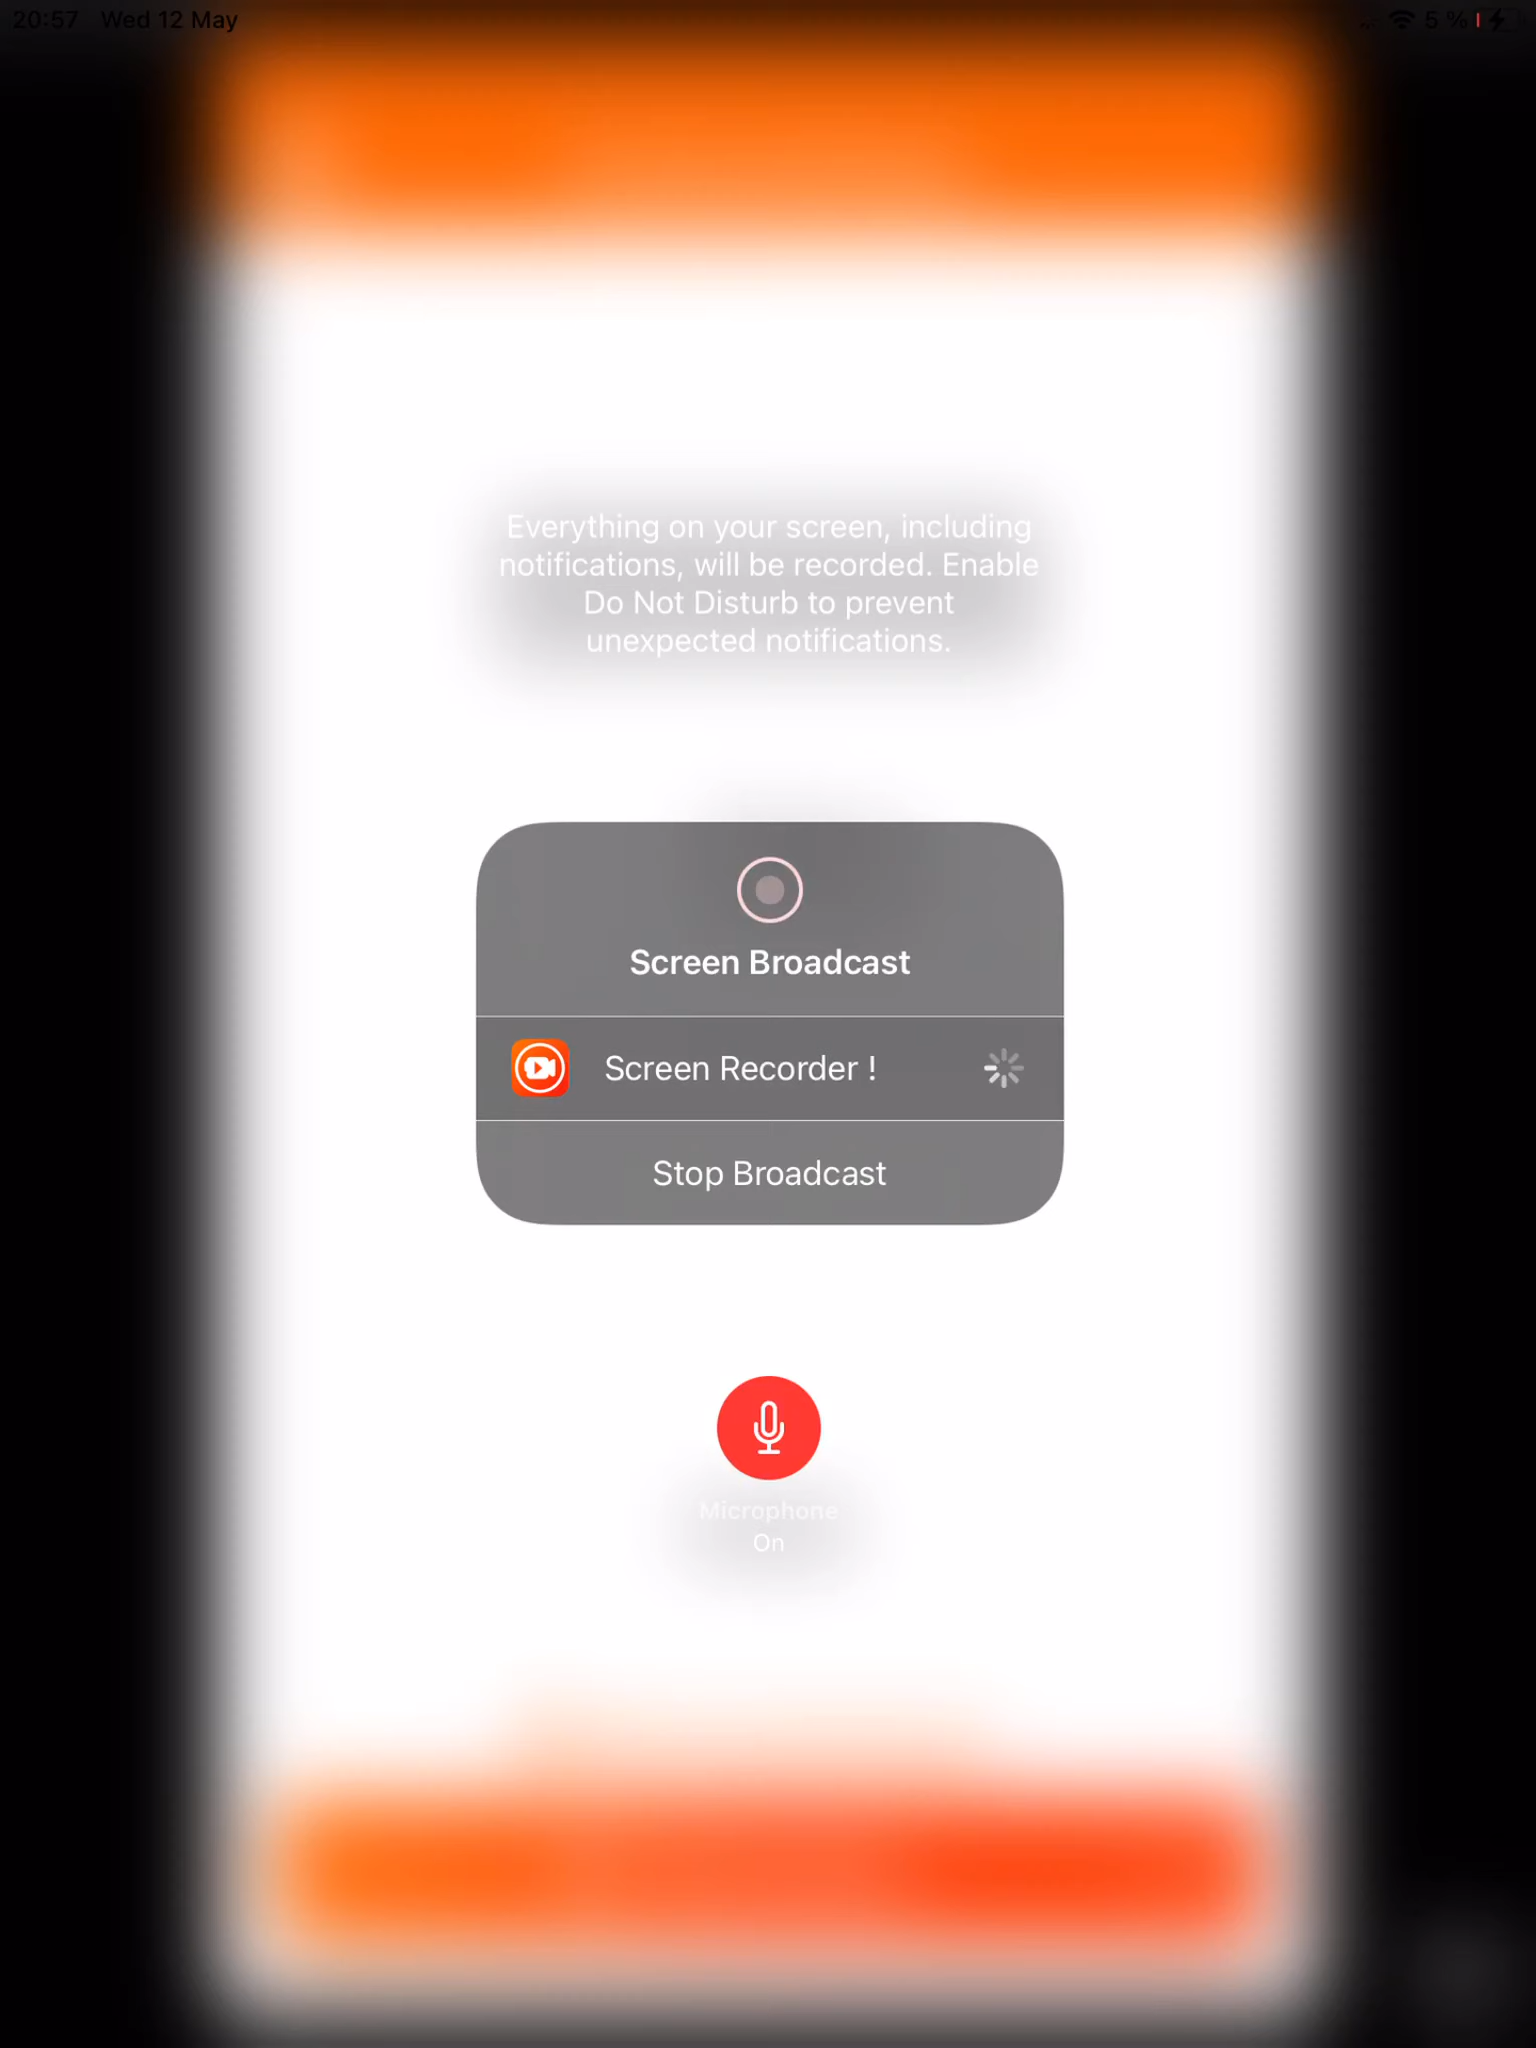 20:57 Wed 12 May
5 %
Everything on your screen, including
notifications, will be recorded. Enable
Do Not Disturb to prevent
unexpected notifications.
Screen Broadcast
Screen Recorder !
Stop Broadcast
Microphone
On